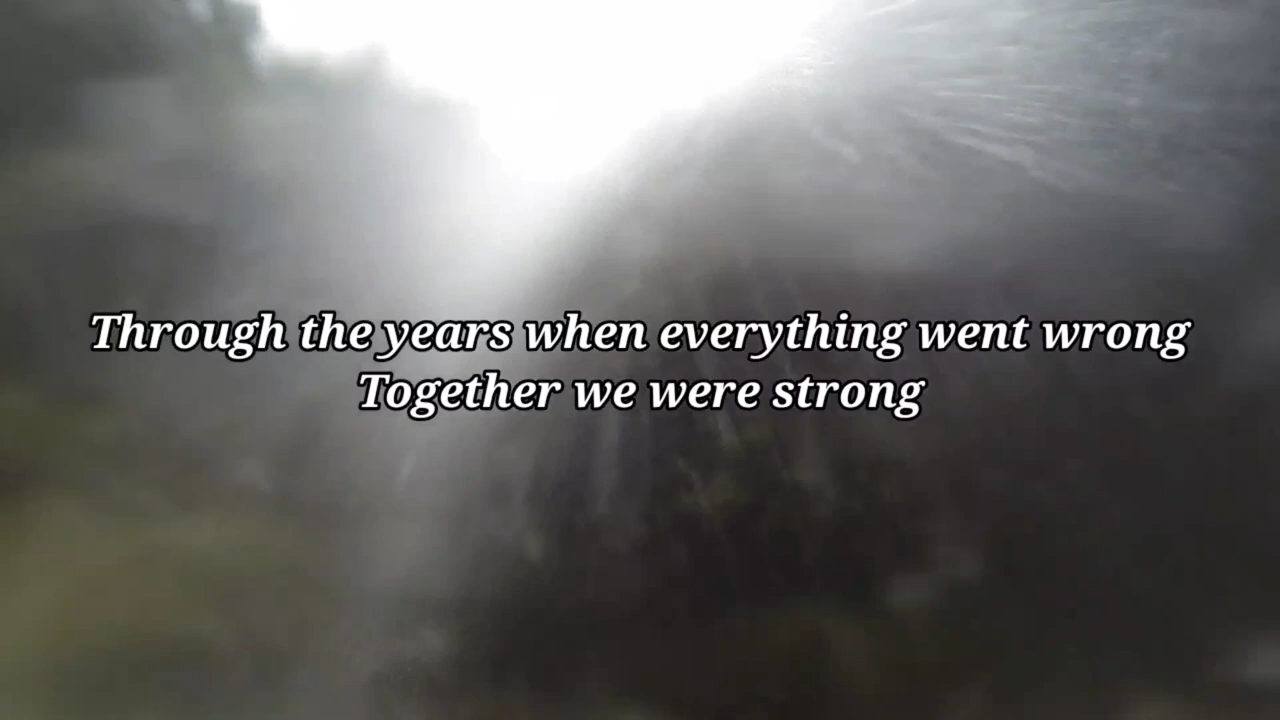 Through the years when everything went wrong
Together we were strong